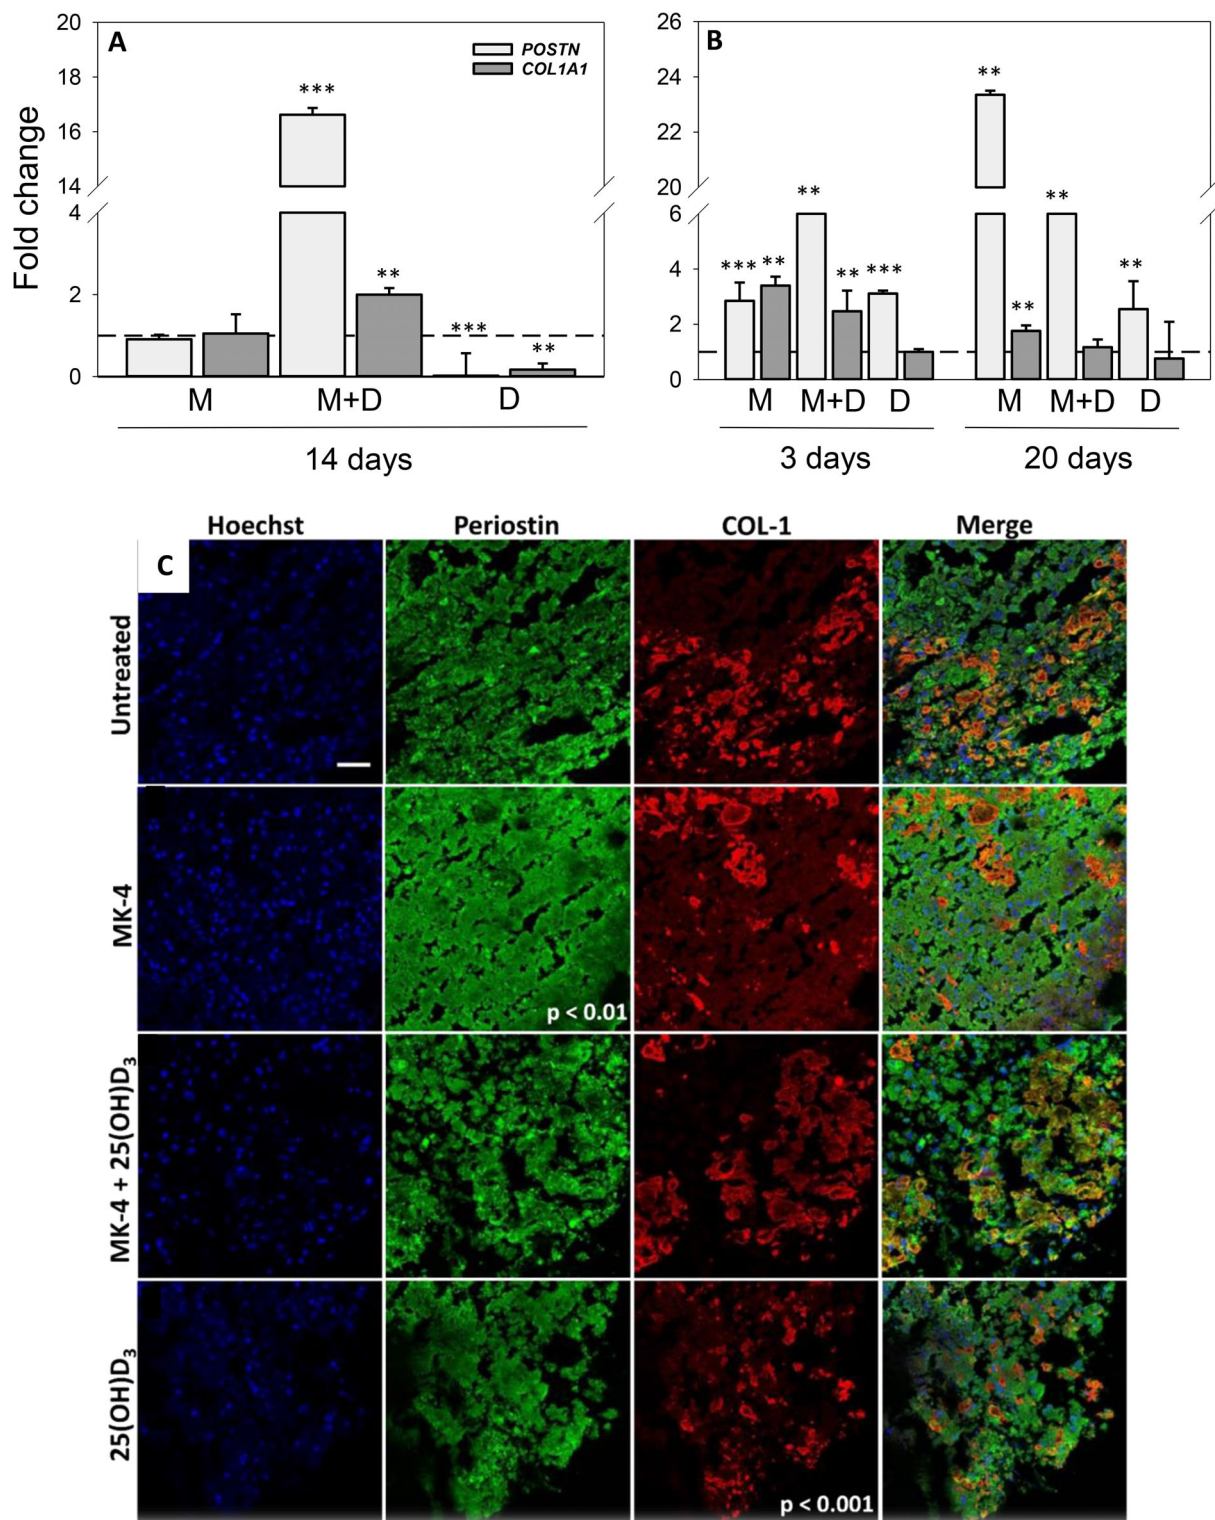 A
B
POSTN
COL1A1
Fold change
20
18
16
14
4
2
0
***
**
***
**
M
M+D
D
14 days
26
24
22
20
6
4
2
0
***
**
**
**
***
**
**
**
**
M
M+D
D
M
M+D
D
3 days
20 days
Hoechst
Periostin
COL-1
Merge
C
Untreated
MK-4
p < 0.01
MK-4 + 25(OH)D₃
25(OH)D₃
p < 0.001